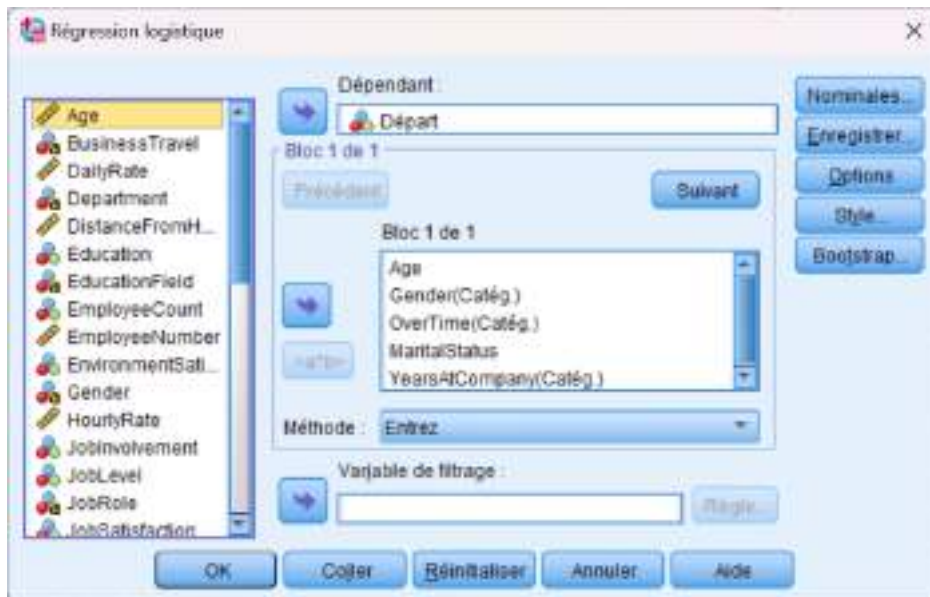 Régression logistique
Age
BusinessTravel
DailyRate
Department
DistanceFromH...
Education
EducationField
EmployeeCount
EmployeeNumber
EnvironmentSati...
Gender
HourlyRate
JobInvolvement
JobLevel
JobRole
JobSatisfaction
Dépendant :
Départ
Bloc 1 de 1
Précédent
Suivant
Bloc 1 de 1
Age
Gender(Catég.)
OverTime(Catég.)
MaritalStatus
YearsAtCompany(Catég.)
>a*b>
Méthode :
Entrez
Variable de filtrage :
Règle...
Nominales...
Enregistrer...
Options
Style...
Bootstrap...
OK
Coller
Réinitialiser
Annuler
Aide